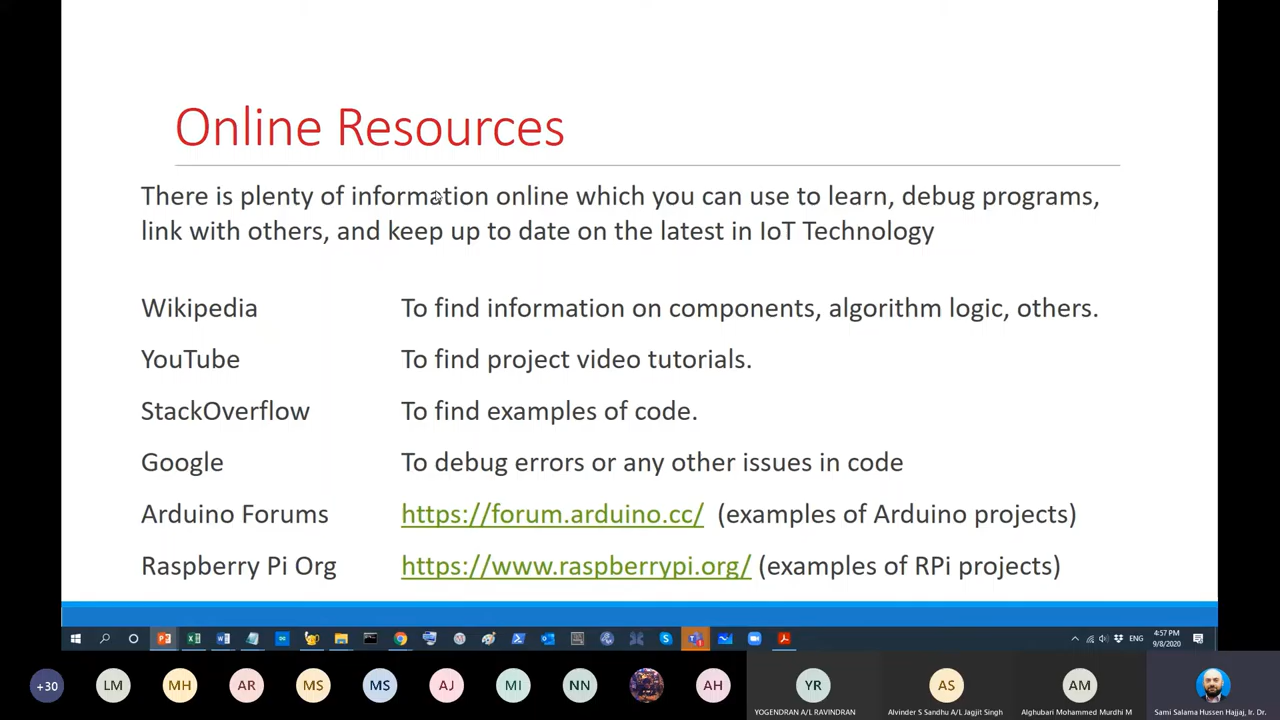 Online Resources
There is plenty of information online which you can use to learn, debug programs,
link with others, and keep up to date on the latest in IoT Technology
Wikipedia To find information on components, algorithm logic, others.
YouTube To find project video tutorials.
StackOverflow To find examples of code.
Google To debug errors or any other issues in code
Arduino Forums https://forum.arduino.cc/ (examples of Arduino projects)
Raspberry Pi Org https://www.raspberrypi.org/ (examples of RPi projects)
ENG 4:57 PM
9/8/2020
+30 LM MH AR MS MS AJ MI NN AH YR AS AM
YOGENDRAN A/L RAVINDRAN Alvinder S Sandhu A/L Jagjit Singh Alghubari Mohammed Murdhi M Sami Salama Hussen Hajjaj, Ir. Dr.